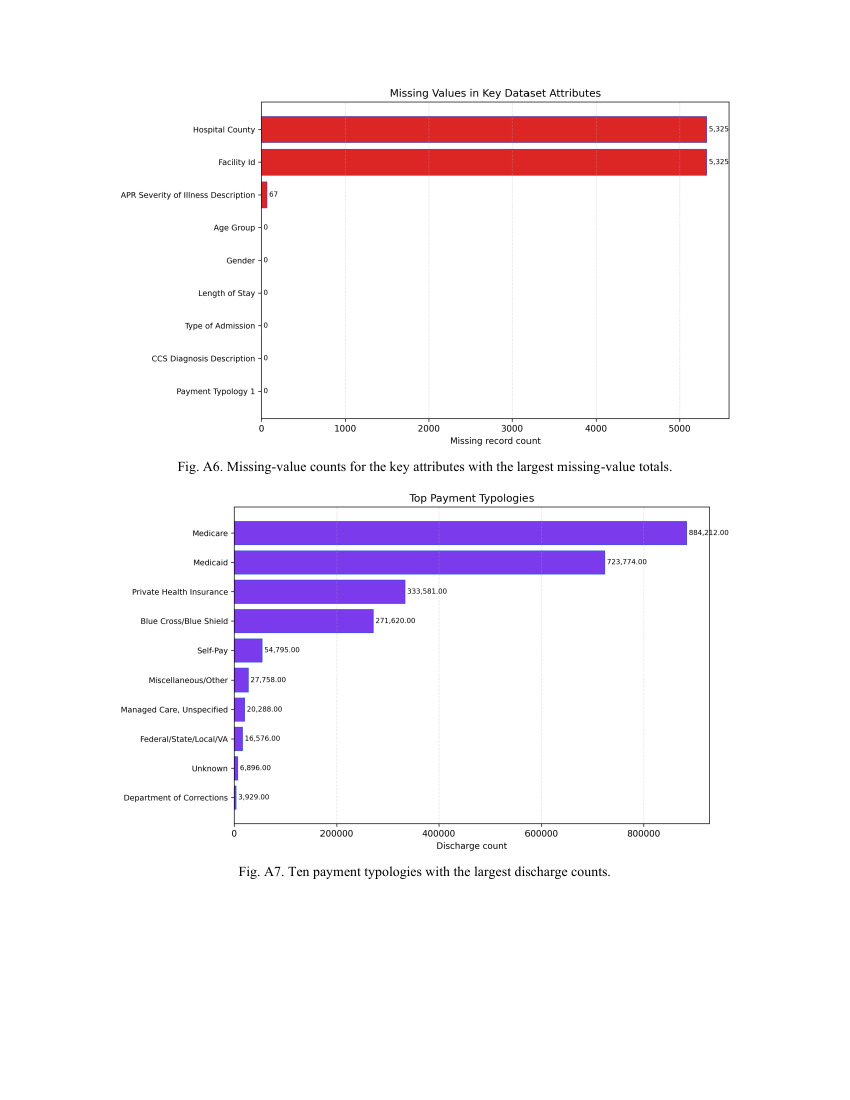 Missing Values in Key Dataset Attributes
Hospital County
5,325
Facility Id
5,325
APR Severity of Illness Description
67
Age Group
0
Gender
0
Length of Stay
0
Type of Admission
0
CCS Diagnosis Description
0
Payment Typology 1
0
0 1000 2000 3000 4000 5000
Missing record count
Fig. A6. Missing-value counts for the key attributes with the largest missing-value totals.
Top Payment Typologies
Medicare
884,212.00
Medicaid
723,774.00
Private Health Insurance
333,581.00
Blue Cross/Blue Shield
271,620.00
Self-Pay
54,795.00
Miscellaneous/Other
27,758.00
Managed Care, Unspecified
20,288.00
Federal/State/Local/VA
16,576.00
Unknown
6,896.00
Department of Corrections
3,929.00
0 200000 400000 600000 800000
Discharge count
Fig. A7. Ten payment typologies with the largest discharge counts.